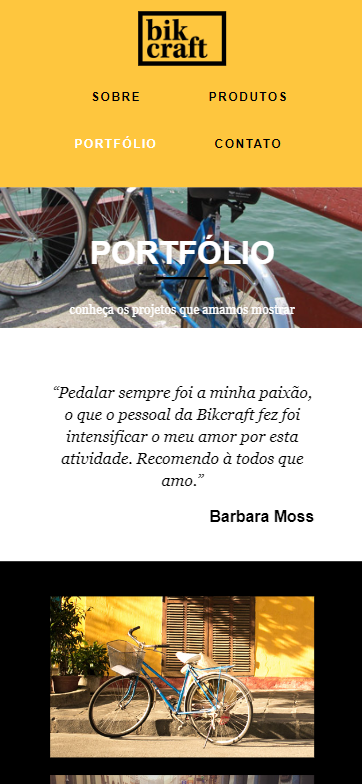 bik
craft
SOBRE PRODUTOS
PORTFÓLIO CONTATO
PORTFÓLIO
conheça os projetos que amamos mostrar
“Pedalar sempre foi a minha paixão,
o que o pessoal da Bikcraft fez foi
intensificar o meu amor por esta
atividade. Recomendo à todos que
amo.”
Barbara Moss